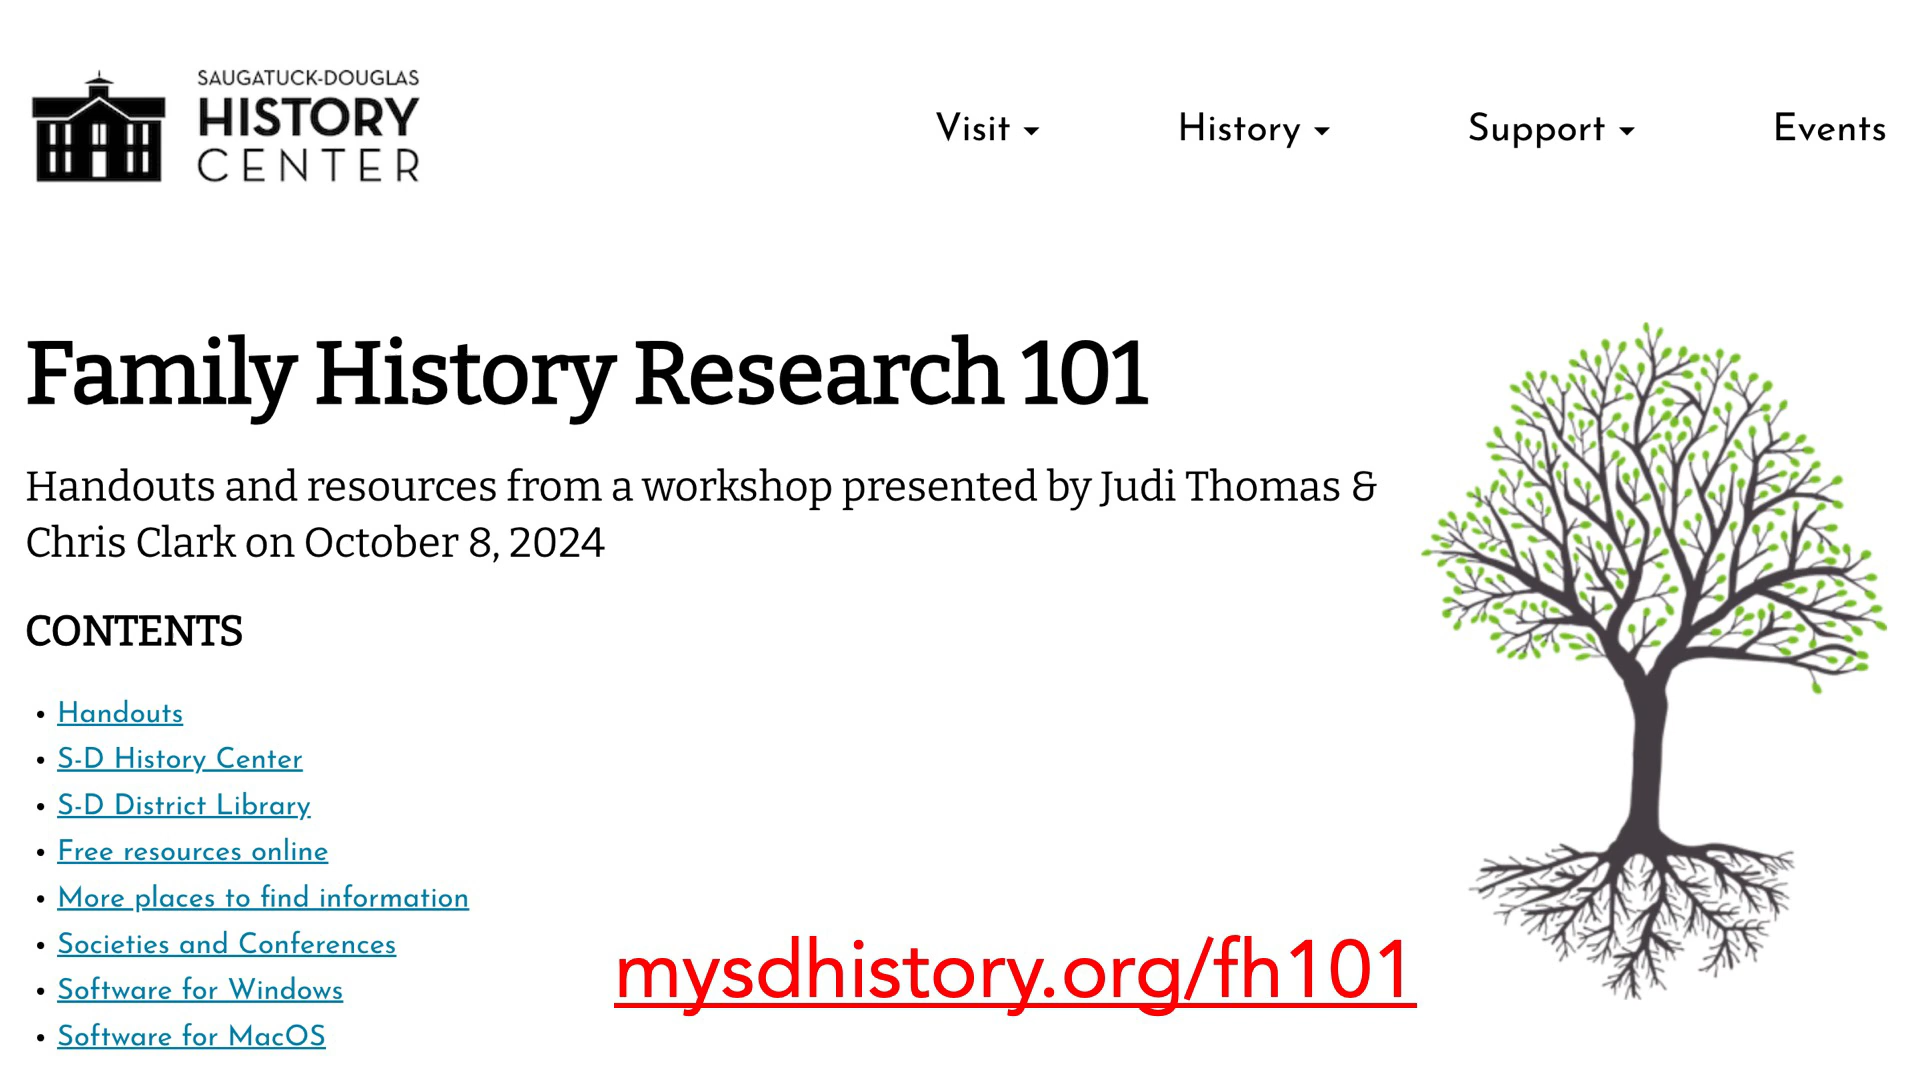 SAUGATUCK-DOUGLAS
HISTORY
CENTER
Visit
History
Support
Events
Family History Research 101
Handouts and resources from a workshop presented by Judi Thomas &
Chris Clark on October 8, 2024
CONTENTS
• Handouts
• S-D History Center
• S-D District Library
• Free resources online
• More places to find information
• Societies and Conferences
• Software for Windows
• Software for MacOS
mysdhistory.org/fh101